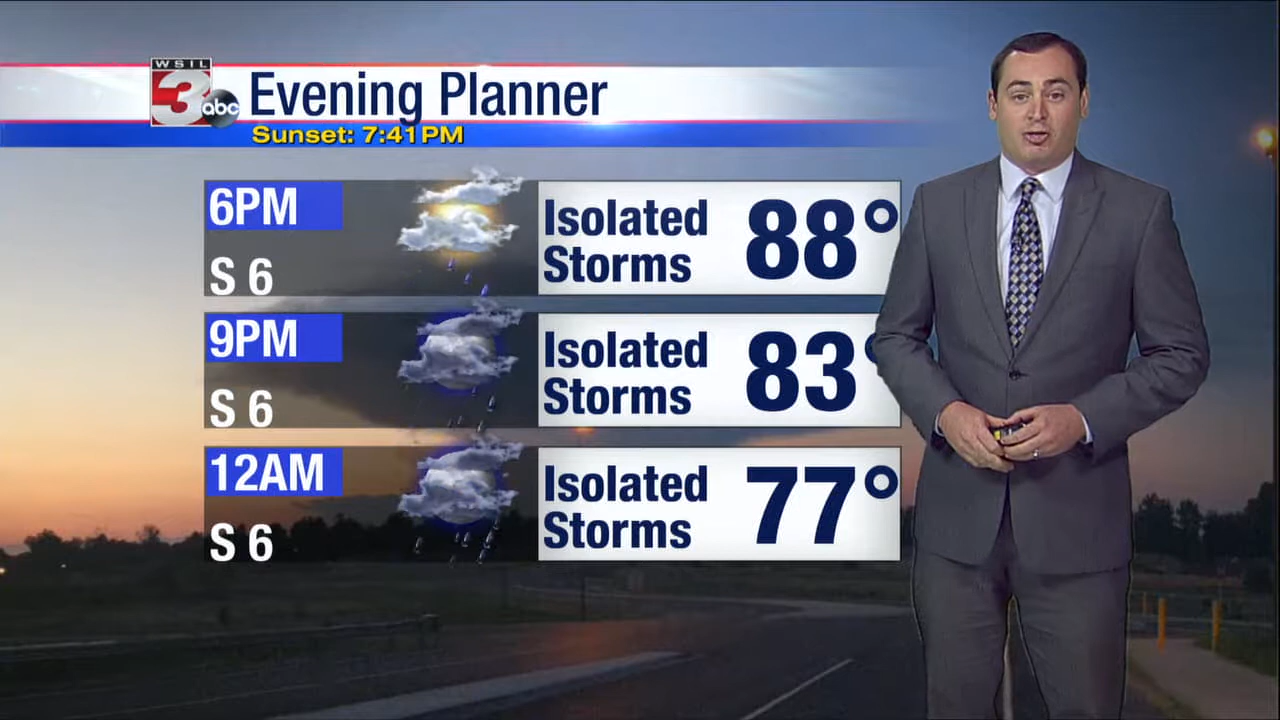 WSIL
3
abc
Evening Planner
Sunset: 7:41PM
6PM
S 6
Isolated
Storms
88°
9PM
S 6
Isolated
Storms
83°
12AM
S 6
Isolated
Storms
77°